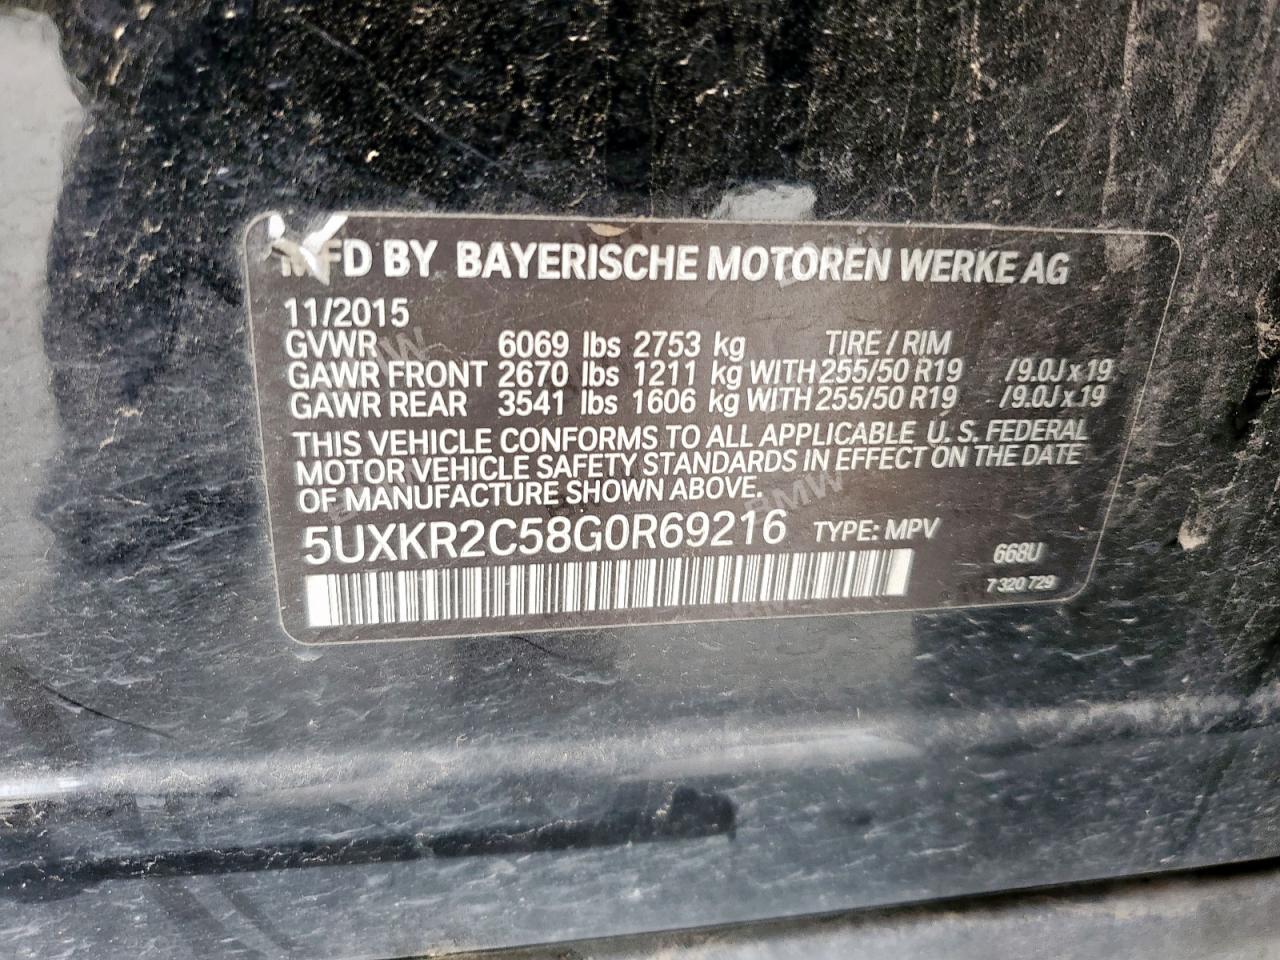 MFD BY BAYERISCHE MOTOREN WERKE AG
11/2015
GVWR 6069 lbs 2753 kg TIRE / RIM
GAWR FRONT 2670 lbs 1211 kg WITH 255/50 R19 /9.0J x 19
GAWR REAR 3541 lbs 1606 kg WITH 255/50 R19 /9.0J x 19
THIS VEHICLE CONFORMS TO ALL APPLICABLE U.S. FEDERAL
MOTOR VEHICLE SAFETY STANDARDS IN EFFECT ON THE DATE
OF MANUFACTURE SHOWN ABOVE.
5UXKR2C58G0R69216 TYPE: MPV
668U
7 320 729